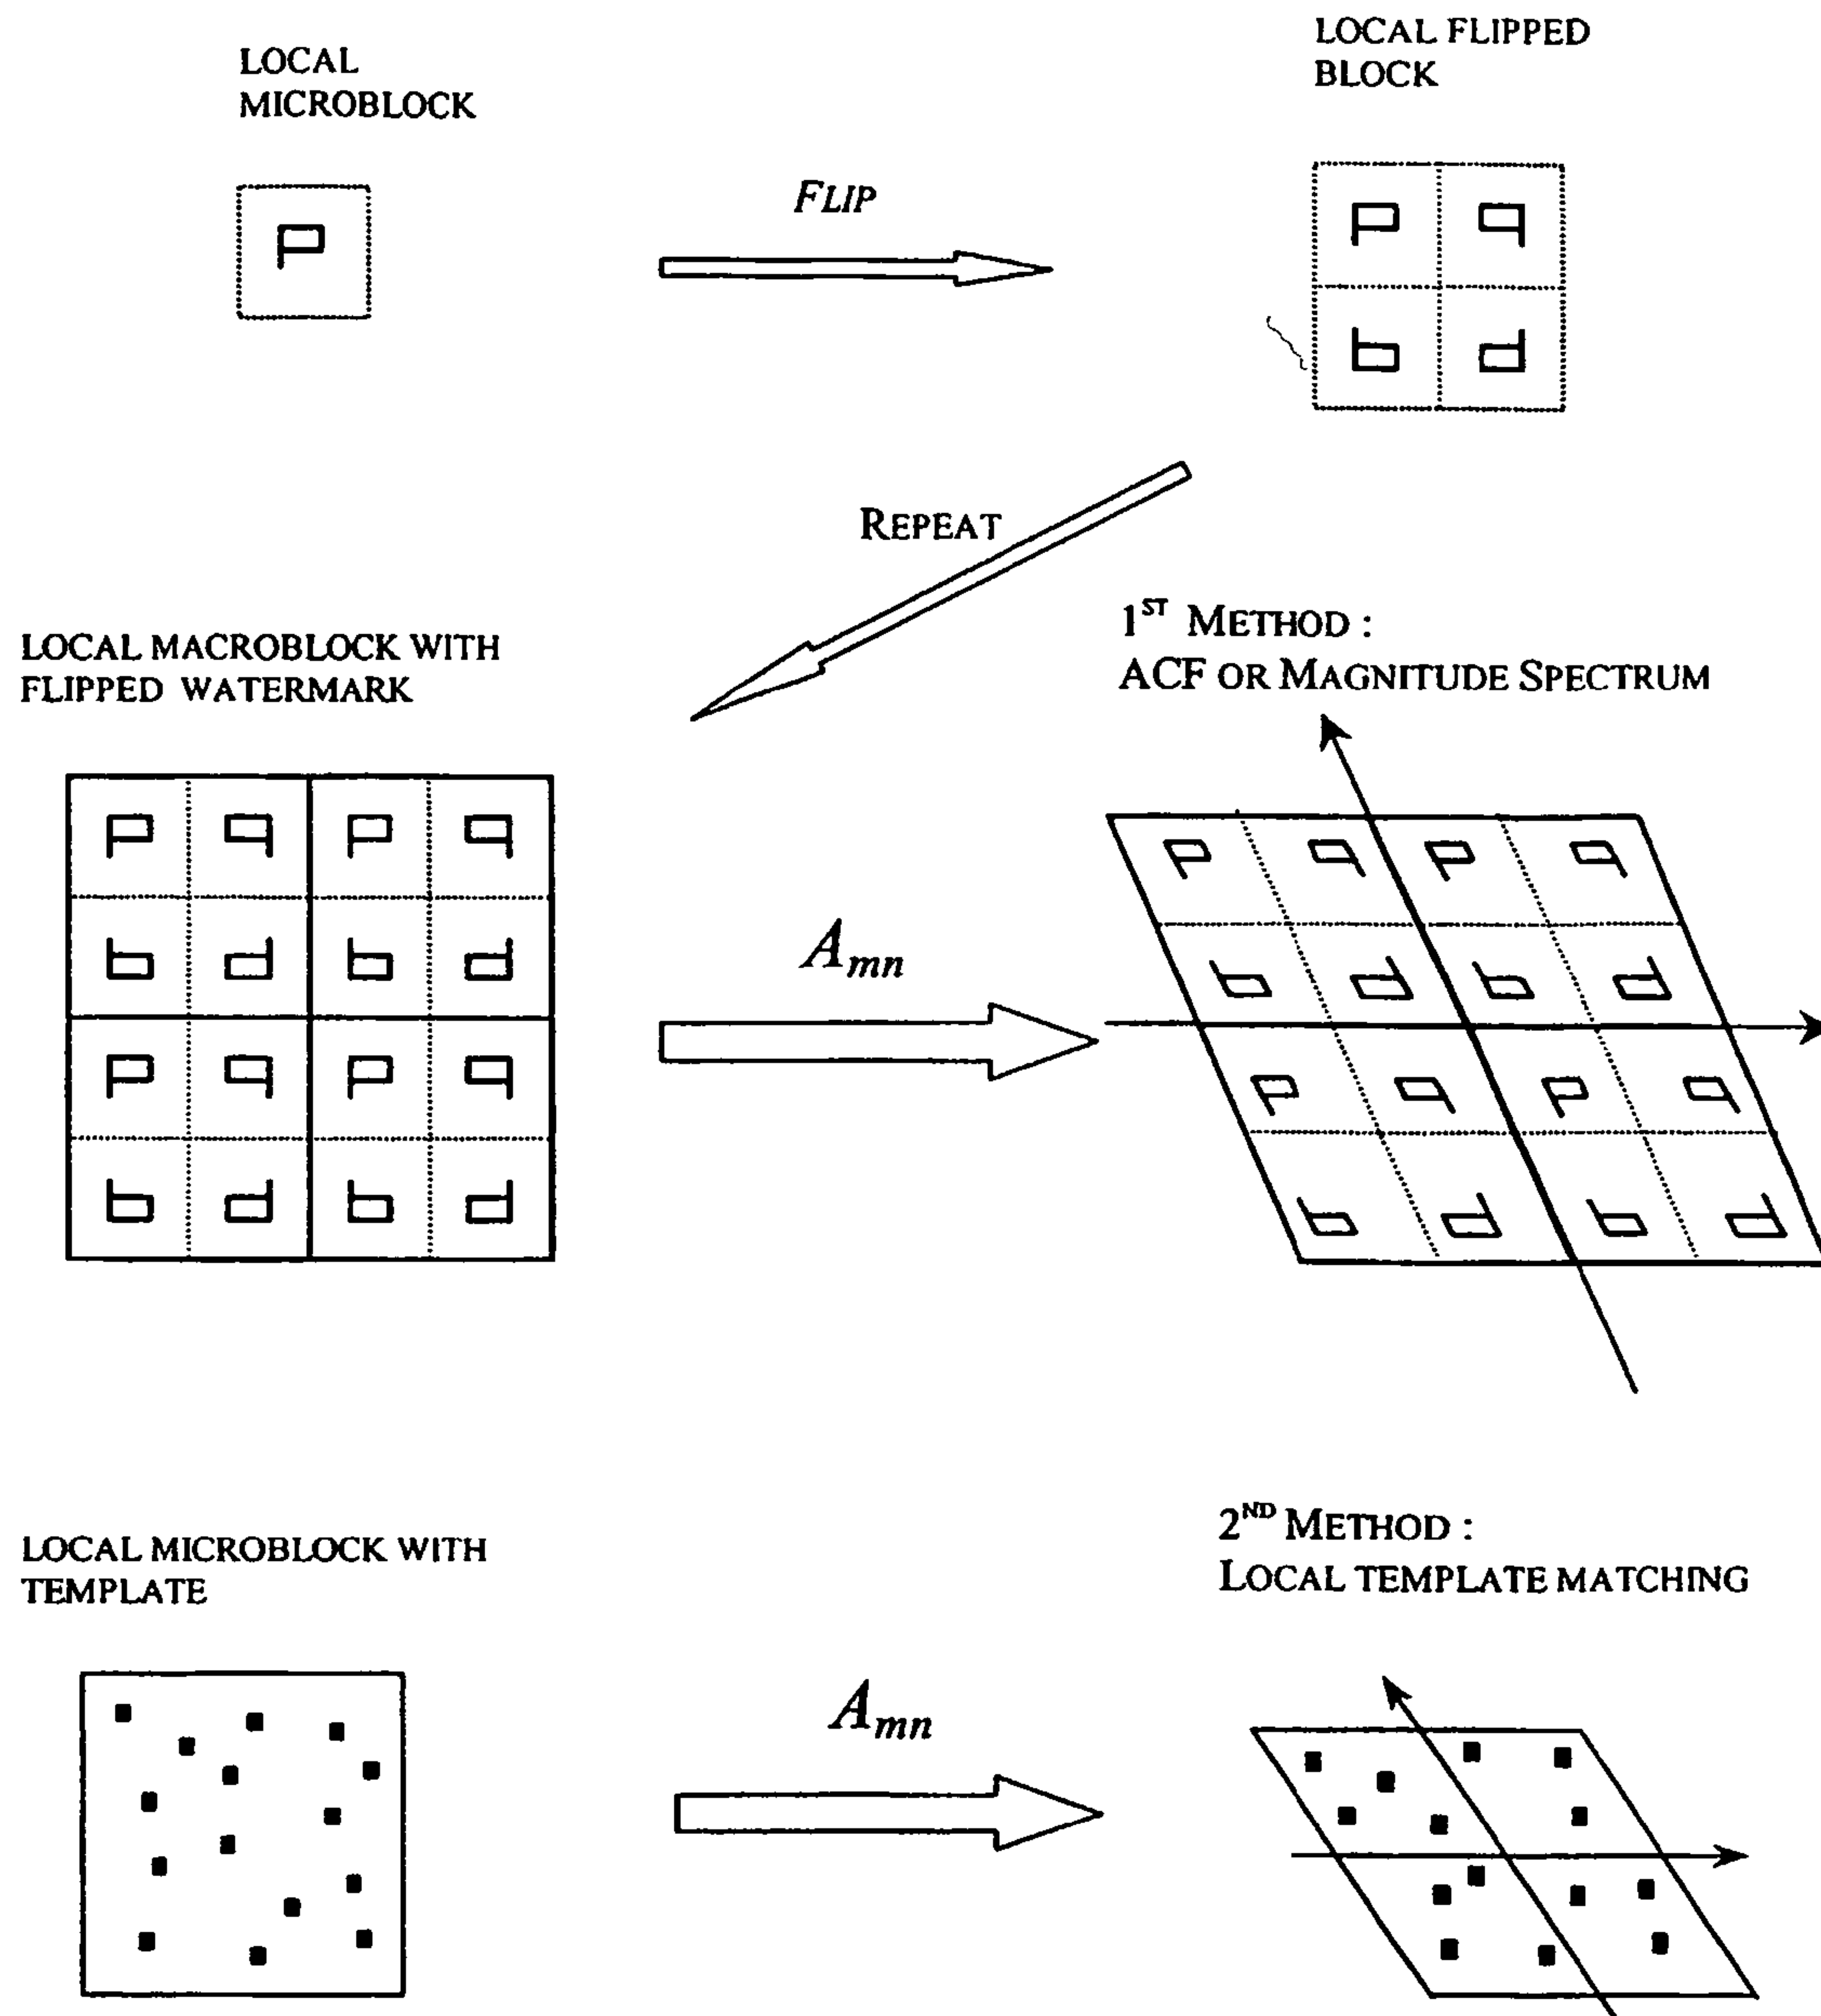 LOCAL
MICROBLOCK
LOCAL FLIPPED
BLOCK
P
FLIP
P q
b d
REPEAT
LOCAL MACROBLOCK WITH
FLIPPED WATERMARK
1ST METHOD :
ACF OR MAGNITUDE SPECTRUM
P q P q
b d b d
P q P q
b d b d
Amn
P q P q
b d b d
P q P q
b d b d
LOCAL MICROBLOCK WITH
TEMPLATE
2ND METHOD :
LOCAL TEMPLATE MATCHING
Amn